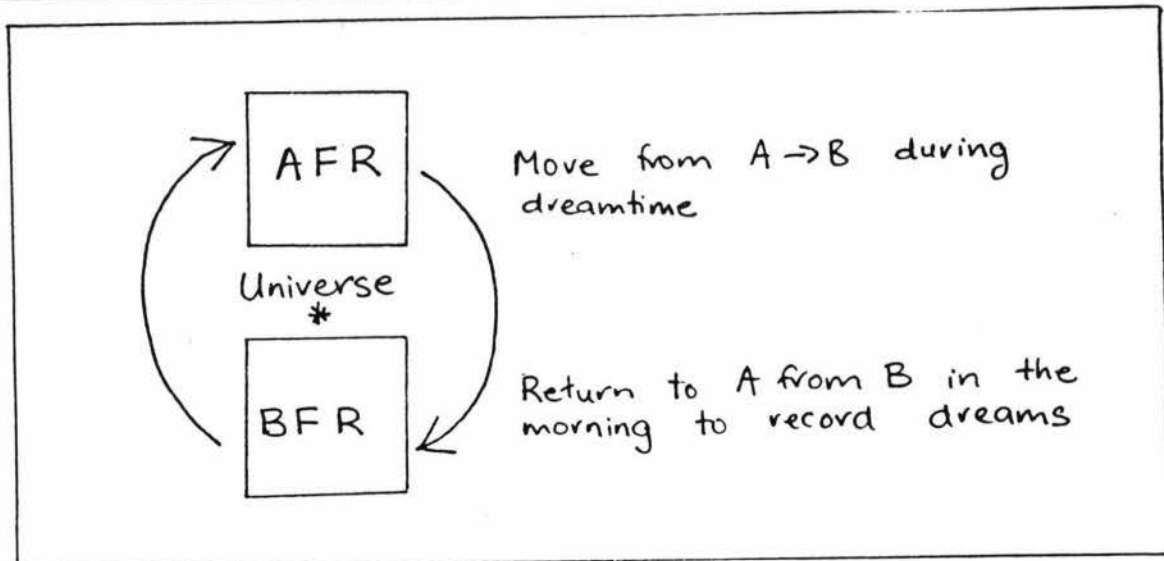 AFR
Move from A→B during
dreamtime
Universe
*
Return to A from B in the
morning to record dreams
BFR